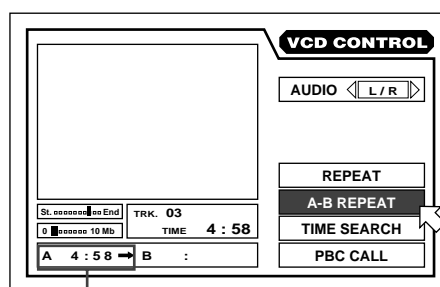 VCD CONTROL
AUDIO L / R
REPEAT
A-B REPEAT
St. End TRK. 03
0 10 Mb TIME 4 : 58
TIME SEARCH
A 4 : 58 → B :
PBC CALL